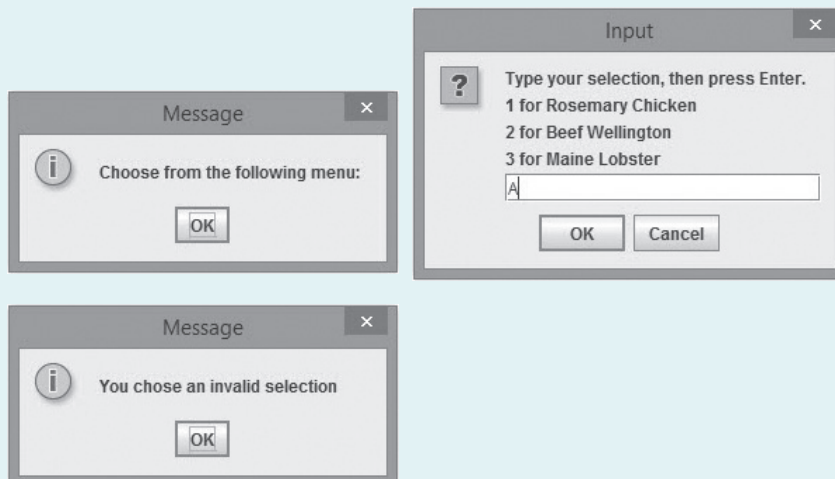 Message
Choose from the following menu:
OK
Input
Type your selection, then press Enter.
1 for Rosemary Chicken
2 for Beef Wellington
3 for Maine Lobster
A
OK
Cancel
Message
You chose an invalid selection
OK